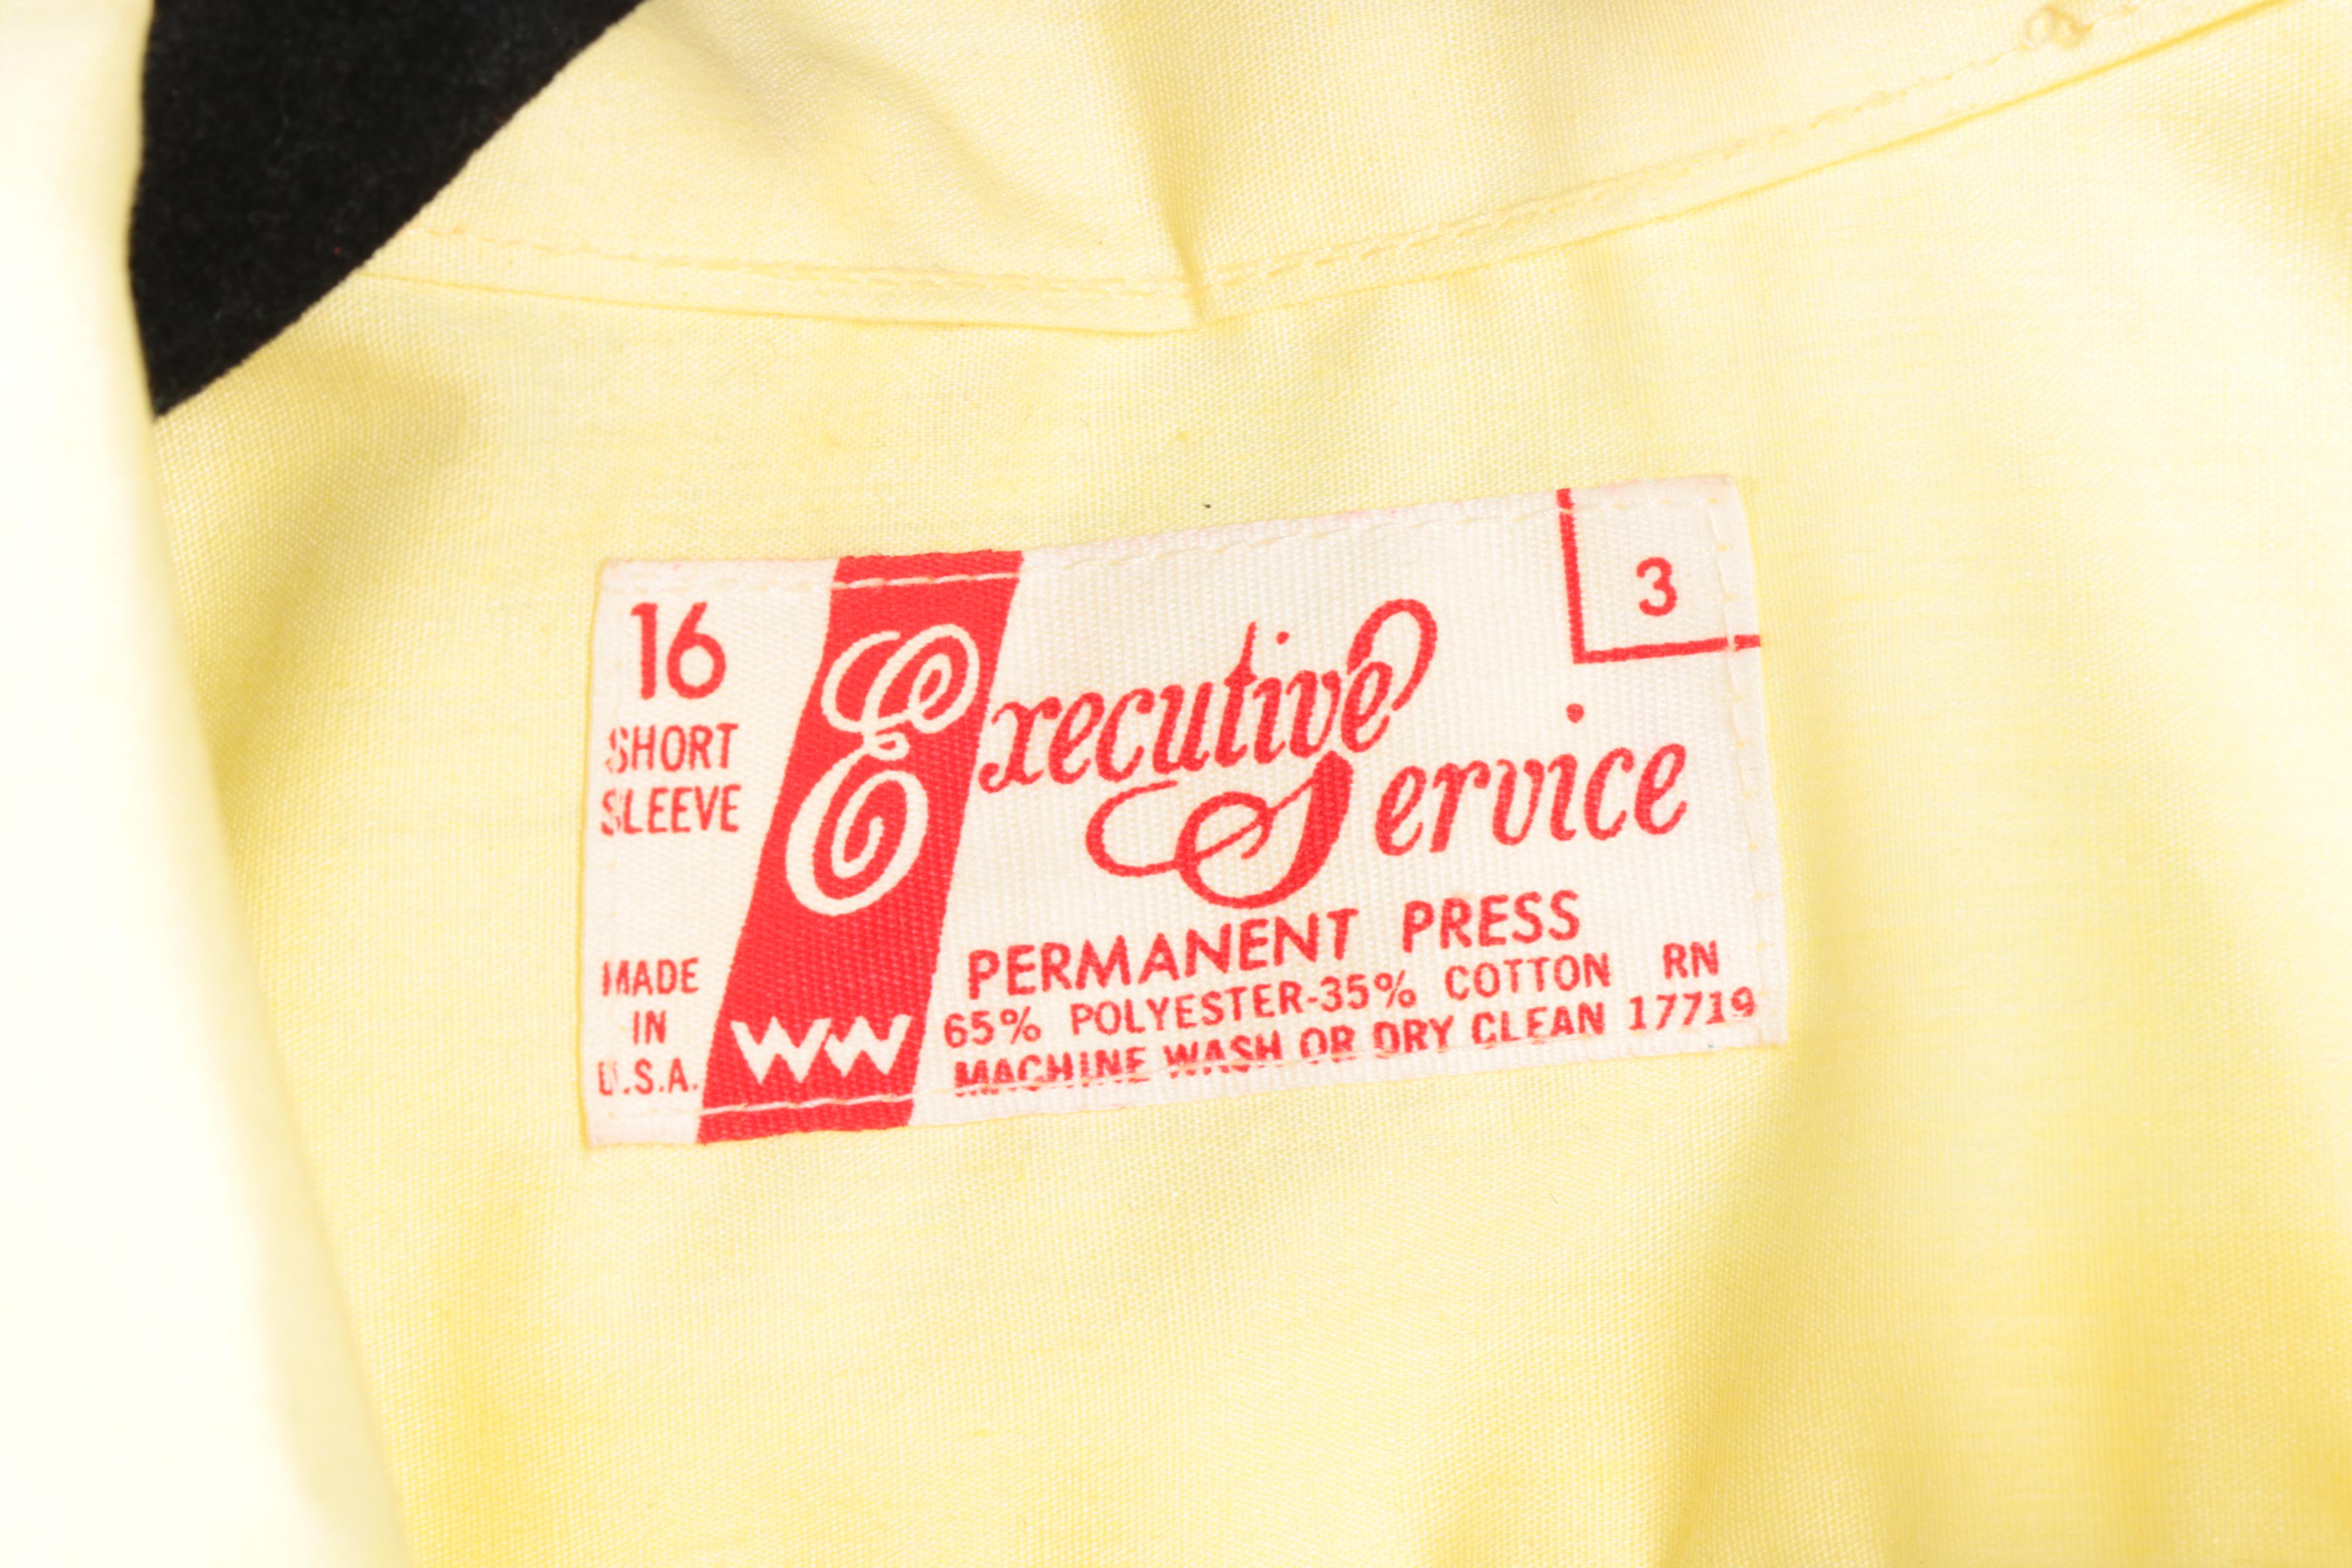 16
SHORT
SLEEVE
MADE
IN
U.S.A.
WW
Executive
Service
3
PERMANENT PRESS
65% POLYESTER-35% COTTON RN
MACHINE WASH OR DRY CLEAN 17719